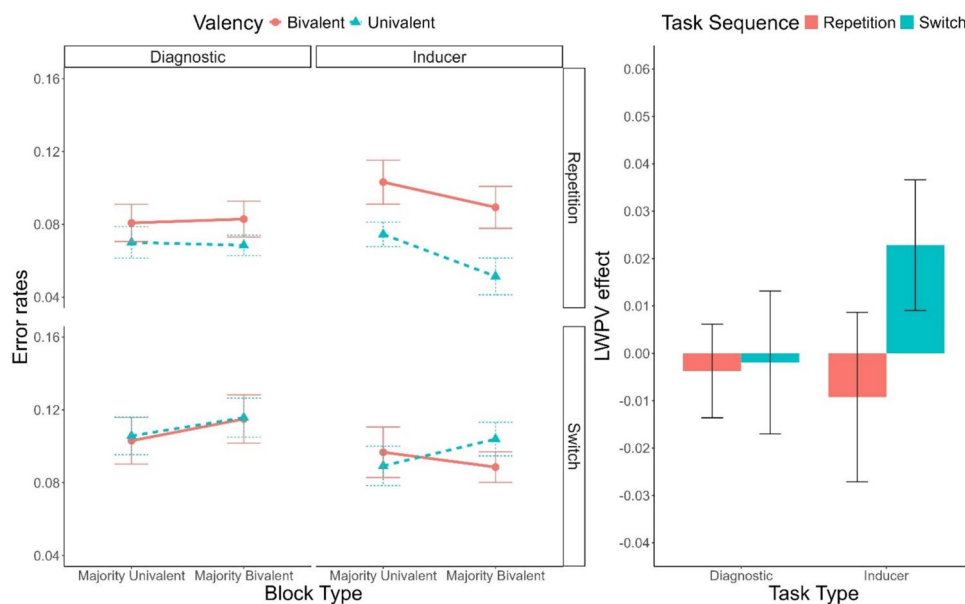 Valency Bivalent Univalent
Diagnostic
Inducer
0.16
0.12
0.08
0.04
Repetition
0.16
0.12
0.08
0.04
Switch
Error rates
Majority Univalent Majority Bivalent
Majority Univalent Majority Bivalent
Block Type
Task Sequence Repetition Switch
0.06
0.05
0.04
0.03
0.02
0.01
0.00
-0.01
-0.02
-0.03
-0.04
LWPV effect
Diagnostic
Inducer
Task Type